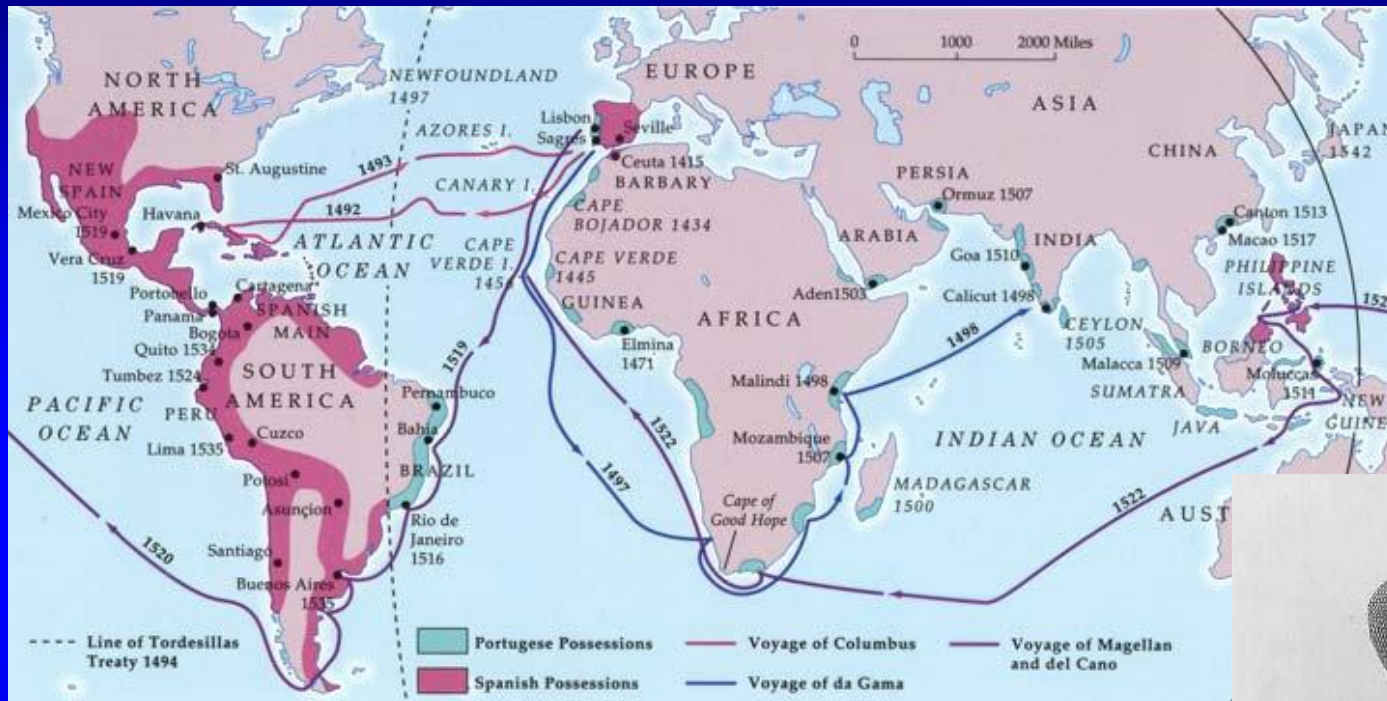 NORTH
AMERICA
NEWFOUNDLAND
1497
EUROPE
0 1000 2000 Miles
ASIA
AZORES I.
Lisbon
Sagres
Seville
JAPAN
1542
CHINA
1493
St. Augustine
NEW
SPAIN
CANARY I.
Ceuta 1415
BARBARY
PERSIA
Ormuz 1507
Mexico City
1519
Havana
1492
CAPE
BOJADOR 1434
Canton 1513
Macao 1517
ATLANTIC
OCEAN
ARABIA
INDIA
Vera Cruz
1519
CAPE
VERDE I.
CAPE VERDE
1445
Goa 1510
PHILIPPINE
ISLANDS
Portobello
Cartagena
Aden1503
Calicut 1498
Panama
SPANISH
MAIN
GUINEA
AFRICA
Bogota
Elmina
1471
1498
CEYLON
1505
BORNEO
Quito 1534
1519
Malacca 1509
Moluccas
1511
Tumbez 1524
SOUTH
AMERICA
Pernambuco
Malindi 1498
SUMATRA
PACIFIC
OCEAN
PERU
Bahia
1522
INDIAN OCEAN
JAVA
NEW
GUINE
Lima 1535
Cuzco
Mozambique
1507
BRAZIL
1497
MADAGASCAR
1500
Potosi
Cape of
Good Hope
1522
AUST
Asunçion
Rio de
Janeiro
1516
1520
Santiago
Buenos Aires
1535
---- Line of Tordesillas
Treaty 1494
Portugese Possessions
Voyage of Columbus
Voyage of Magellan
and del Cano
Spanish Possessions
Voyage of da Gama